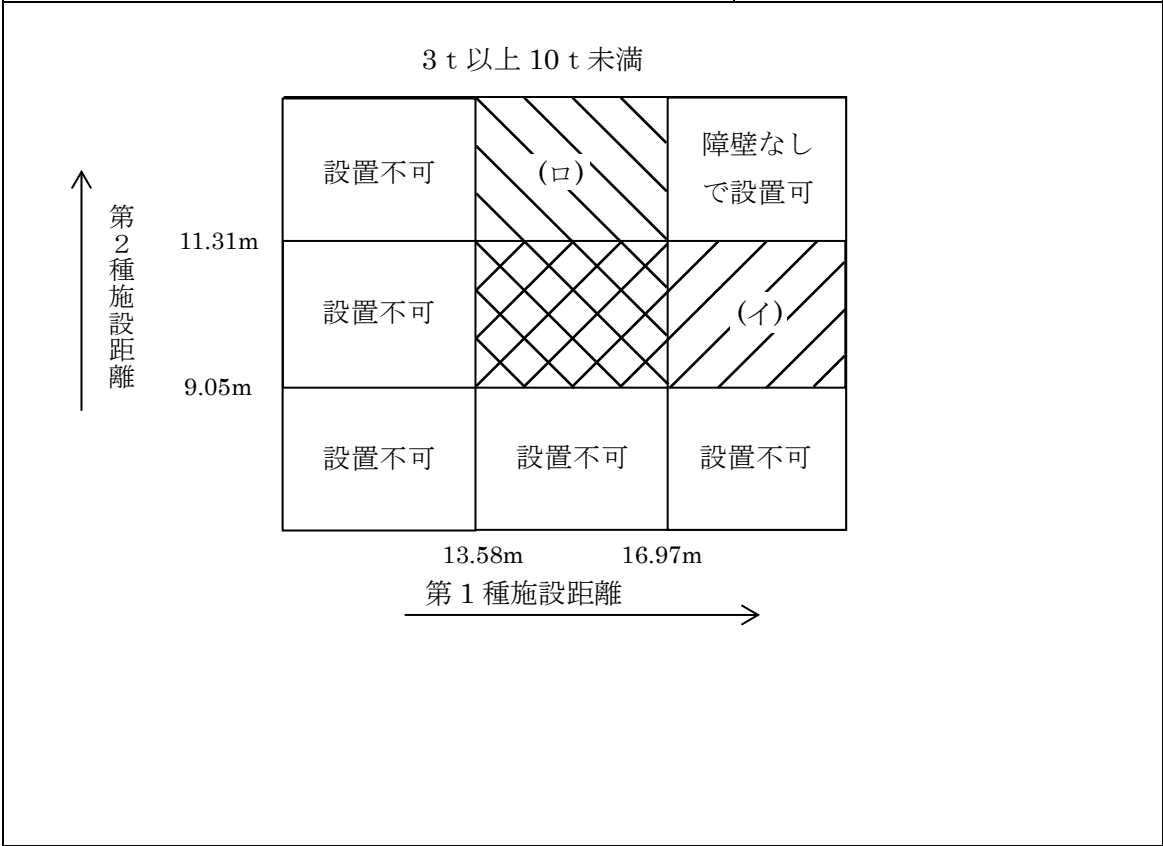 3ｔ以上10ｔ未満
設置不可
(ロ)
障壁なし
で設置可
第2種施設距離
11.31m
設置不可
(イ)
9.05m
設置不可
設置不可
設置不可
13.58m
16.97m
第1種施設距離